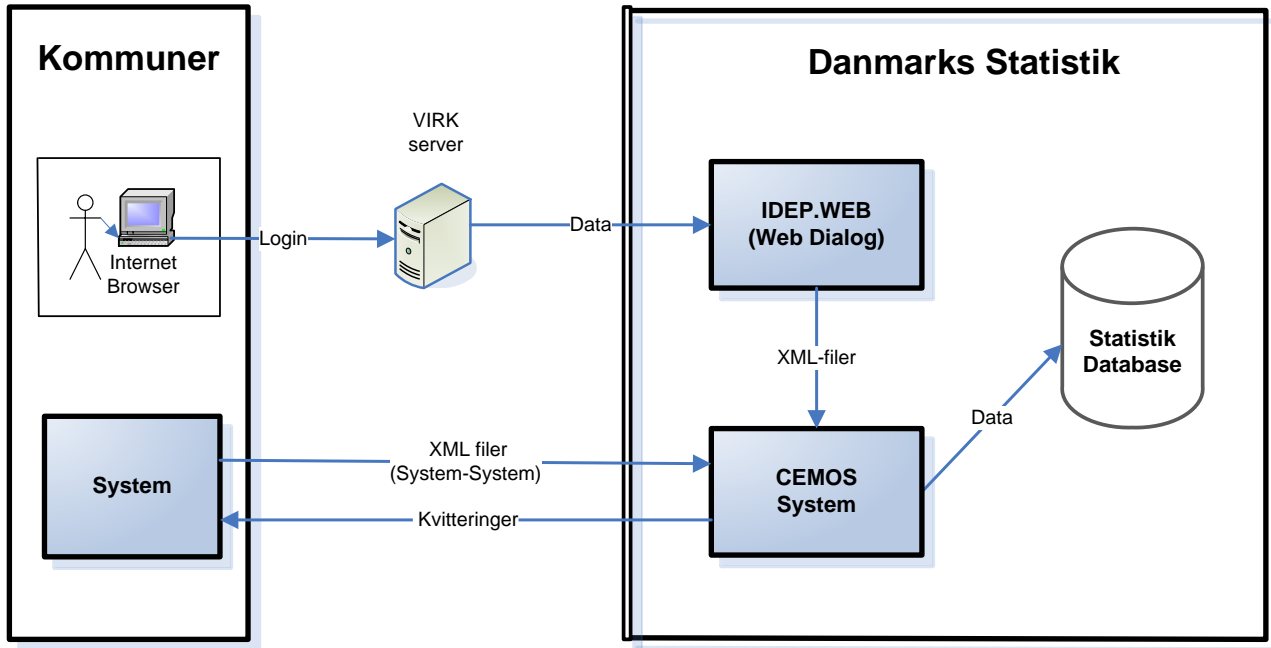 Kommuner
Danmarks Statistik
VIRK
server
Internet
Browser
Login
Data
IDEP.WEB
(Web Dialog)
XML-filer
Statistik
Database
Data
System
XML filer
(System-System)
Kvitteringer
CEMOS
System